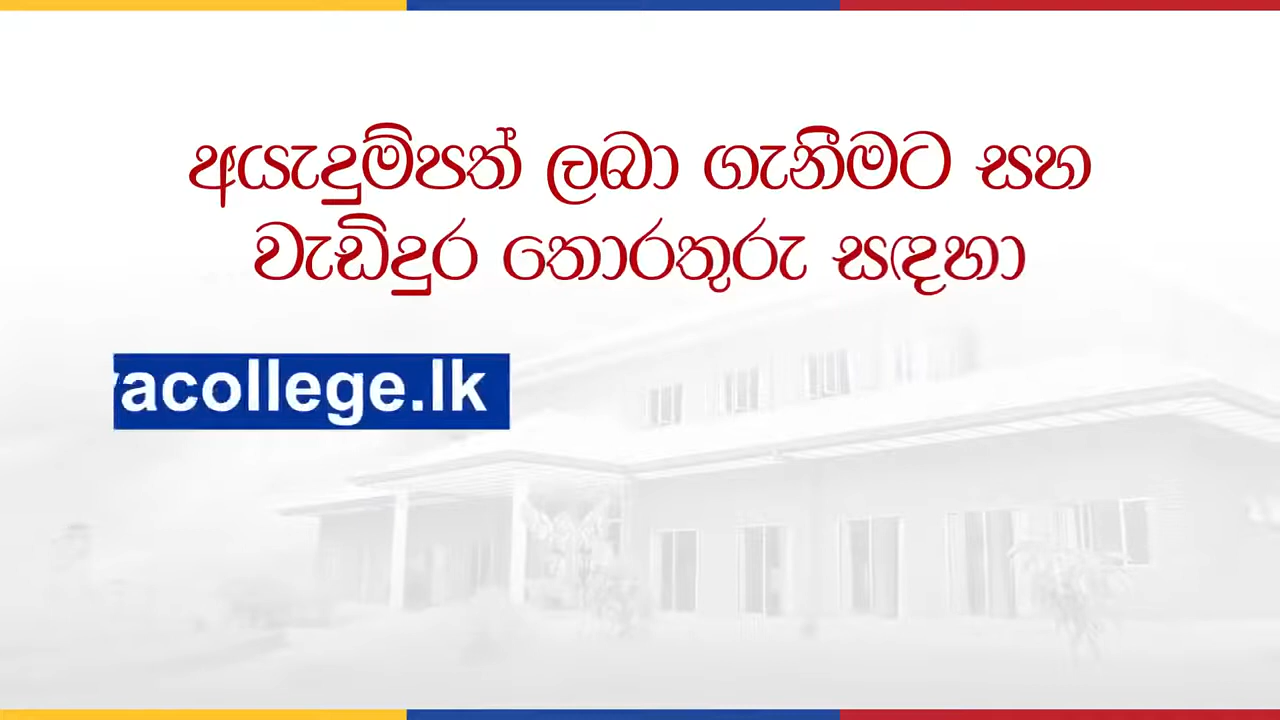 අයැදුම්පත් ලබා ගැනීමට සහ
වැඩිදුර තොරතුරු සඳහා
acollege.lk